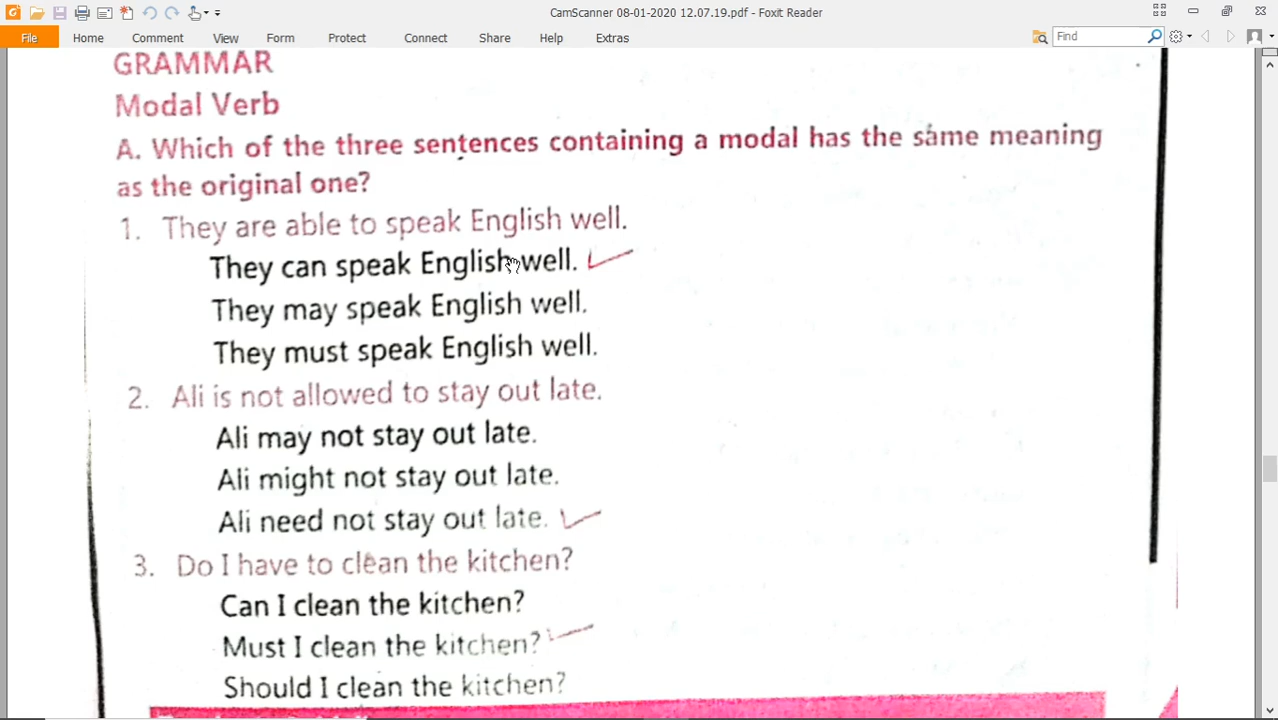 CamScanner 08-01-2020 12.07.19.pdf - Foxit Reader
File Home Comment View Form Protect Connect Share Help Extras Find
GRAMMAR
Modal Verb
A. Which of the three sentences containing a modal has the same meaning
as the original one?
1. They are able to speak English well.
They can speak English well.
They may speak English well.
They must speak English well.
2. Ali is not allowed to stay out late.
Ali may not stay out late.
Ali might not stay out late.
Ali need not stay out late.
3. Do I have to clean the kitchen?
Can I clean the kitchen?
Must I clean the kitchen?
Should I clean the kitchen?